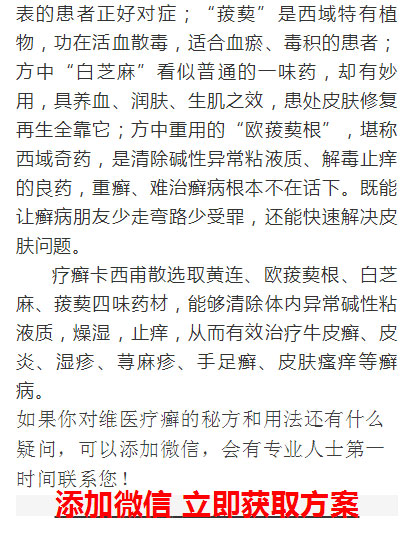 表的患者正好对症；“菝葜”是西域特有植
物，功在活血散毒，适合血瘀、毒积的患者；
方中“白芝麻”看似普通的一味药，却有妙
用，具养血、润肤、生肌之效，患处皮肤修复
再生全靠它；方中重用的“欧菝葜根”，堪称
西域奇药，是清除碱性异常粘液质、解毒止痒
的良药，重癣、难治癣病根本不在话下。既能
让癣病朋友少走弯路少受罪，还能快速解决皮
肤问题。
疗癣卡西甫散选取黄连、欧菝葜根、白芝
麻、菝葜四味药材，能够清除体内异常碱性粘
液质，燥湿，止痒，从而有效治疗牛皮癣、皮
炎、湿疹、荨麻疹、手足癣、皮肤瘙痒等癣
病。
如果你对维医疗癣的秘方和用法还有什么
疑问，可以添加微信，会有专业人士第一
时间联系您！
添加微信 立即获取方案